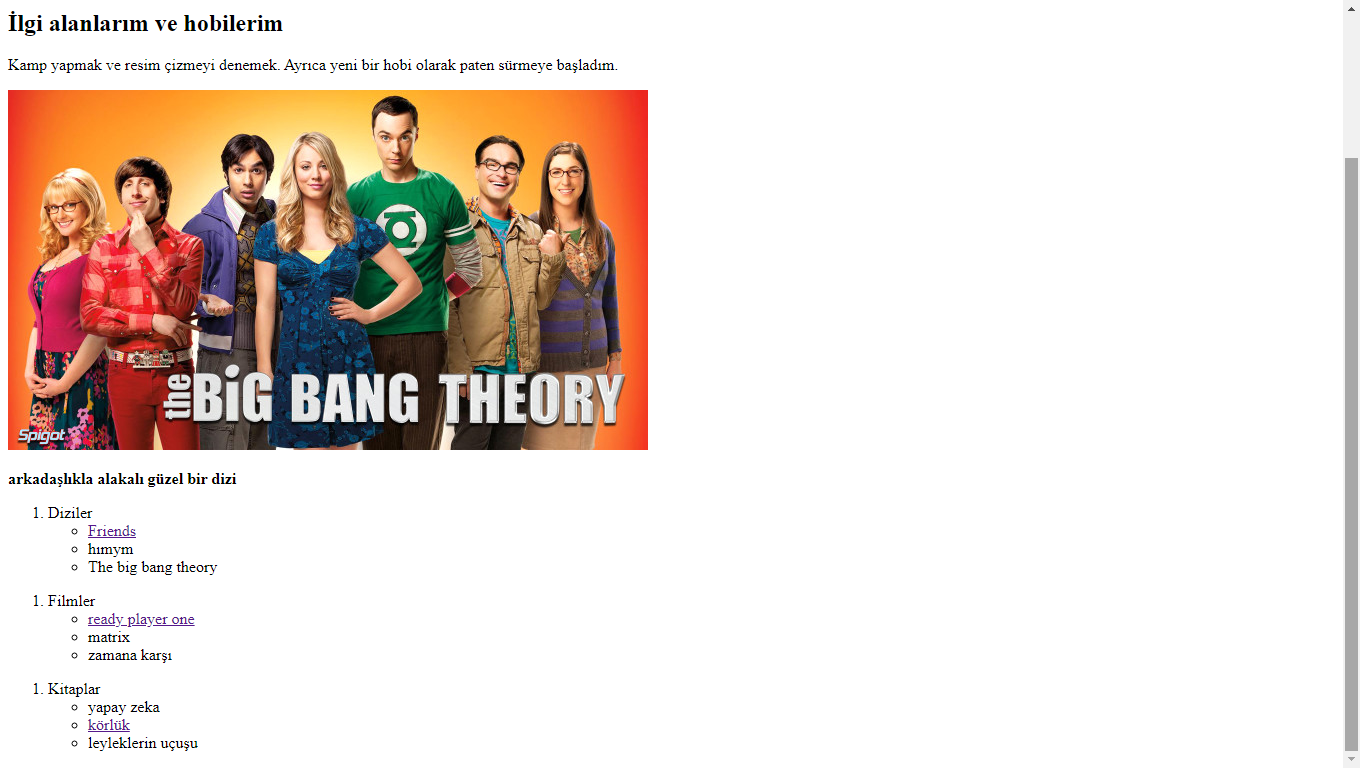 İlgi alanlarım ve hobilerim
Kamp yapmak ve resim çizmeyi denemek. Ayrıca yeni bir hobi olarak paten sürmeye başladım.
the BiG BANG THEORY
Spigot
arkadaşlıkla alakalı güzel bir dizi
1. Diziler
Friends
hımym
The big bang theory
1. Filmler
ready player one
matrix
zamana karşı
1. Kitaplar
yapay zeka
körlük
leyleklerin uçuşu